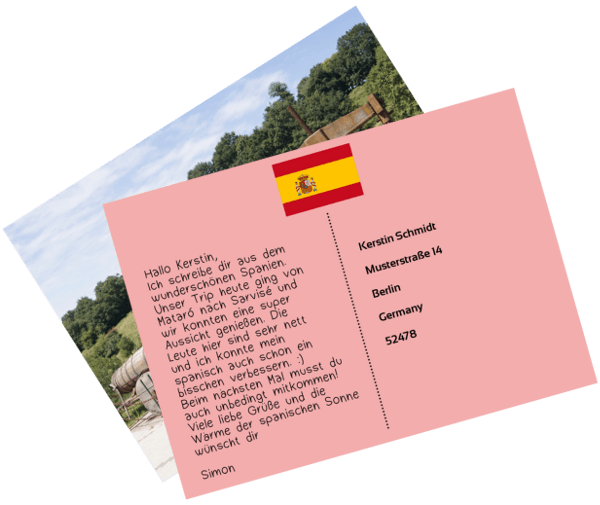 Hallo Kerstin,
Ich schreibe dir aus dem
wunderschönen Spanien.
Unser Trip heute ging von
Mataró nach Sarvisé und
wir konnten eine super
Aussicht genießen. Die
Leute hier sind sehr nett
und ich konnte mein
spanisch auch schon ein
bisschen verbessern. :)
Beim nächsten Mal musst du
auch unbedingt mitkommen!
Viele liebe Grüße und die
Wärme der spanischen Sonne
wünscht dir
Simon
Kerstin Schmidt
Musterstraße 14
Berlin
Germany
52478